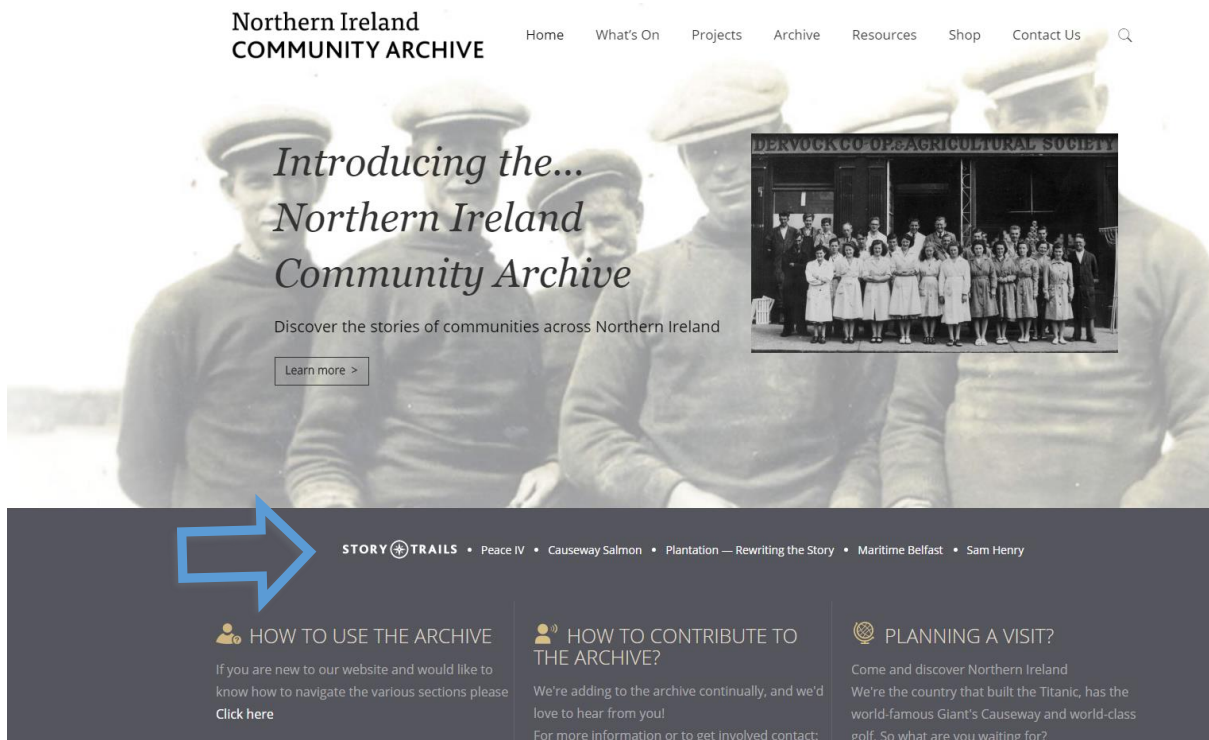 Northern Ireland
COMMUNITY ARCHIVE
Home What's On Projects Archive Resources Shop Contact Us
Introducing the...
Northern Ireland
Community Archive
Discover the stories of communities across Northern Ireland
Learn more >
DERVOCK CO-OP. & AGRICULTURAL SOCIETY
STORY TRAILS • Peace IV • Causeway Salmon • Plantation — Rewriting the Story • Maritime Belfast • Sam Henry
HOW TO USE THE ARCHIVE
If you are new to our website and would like to
know how to navigate the various sections please
Click here
HOW TO CONTRIBUTE TO
THE ARCHIVE?
We're adding to the archive continually, and we'd
love to hear from you!
For more information or to get involved contact:
PLANNING A VISIT?
Come and discover Northern Ireland
We're the country that built the Titanic, has the
world-famous Giant's Causeway and world-class
golf. So what are you waiting for?